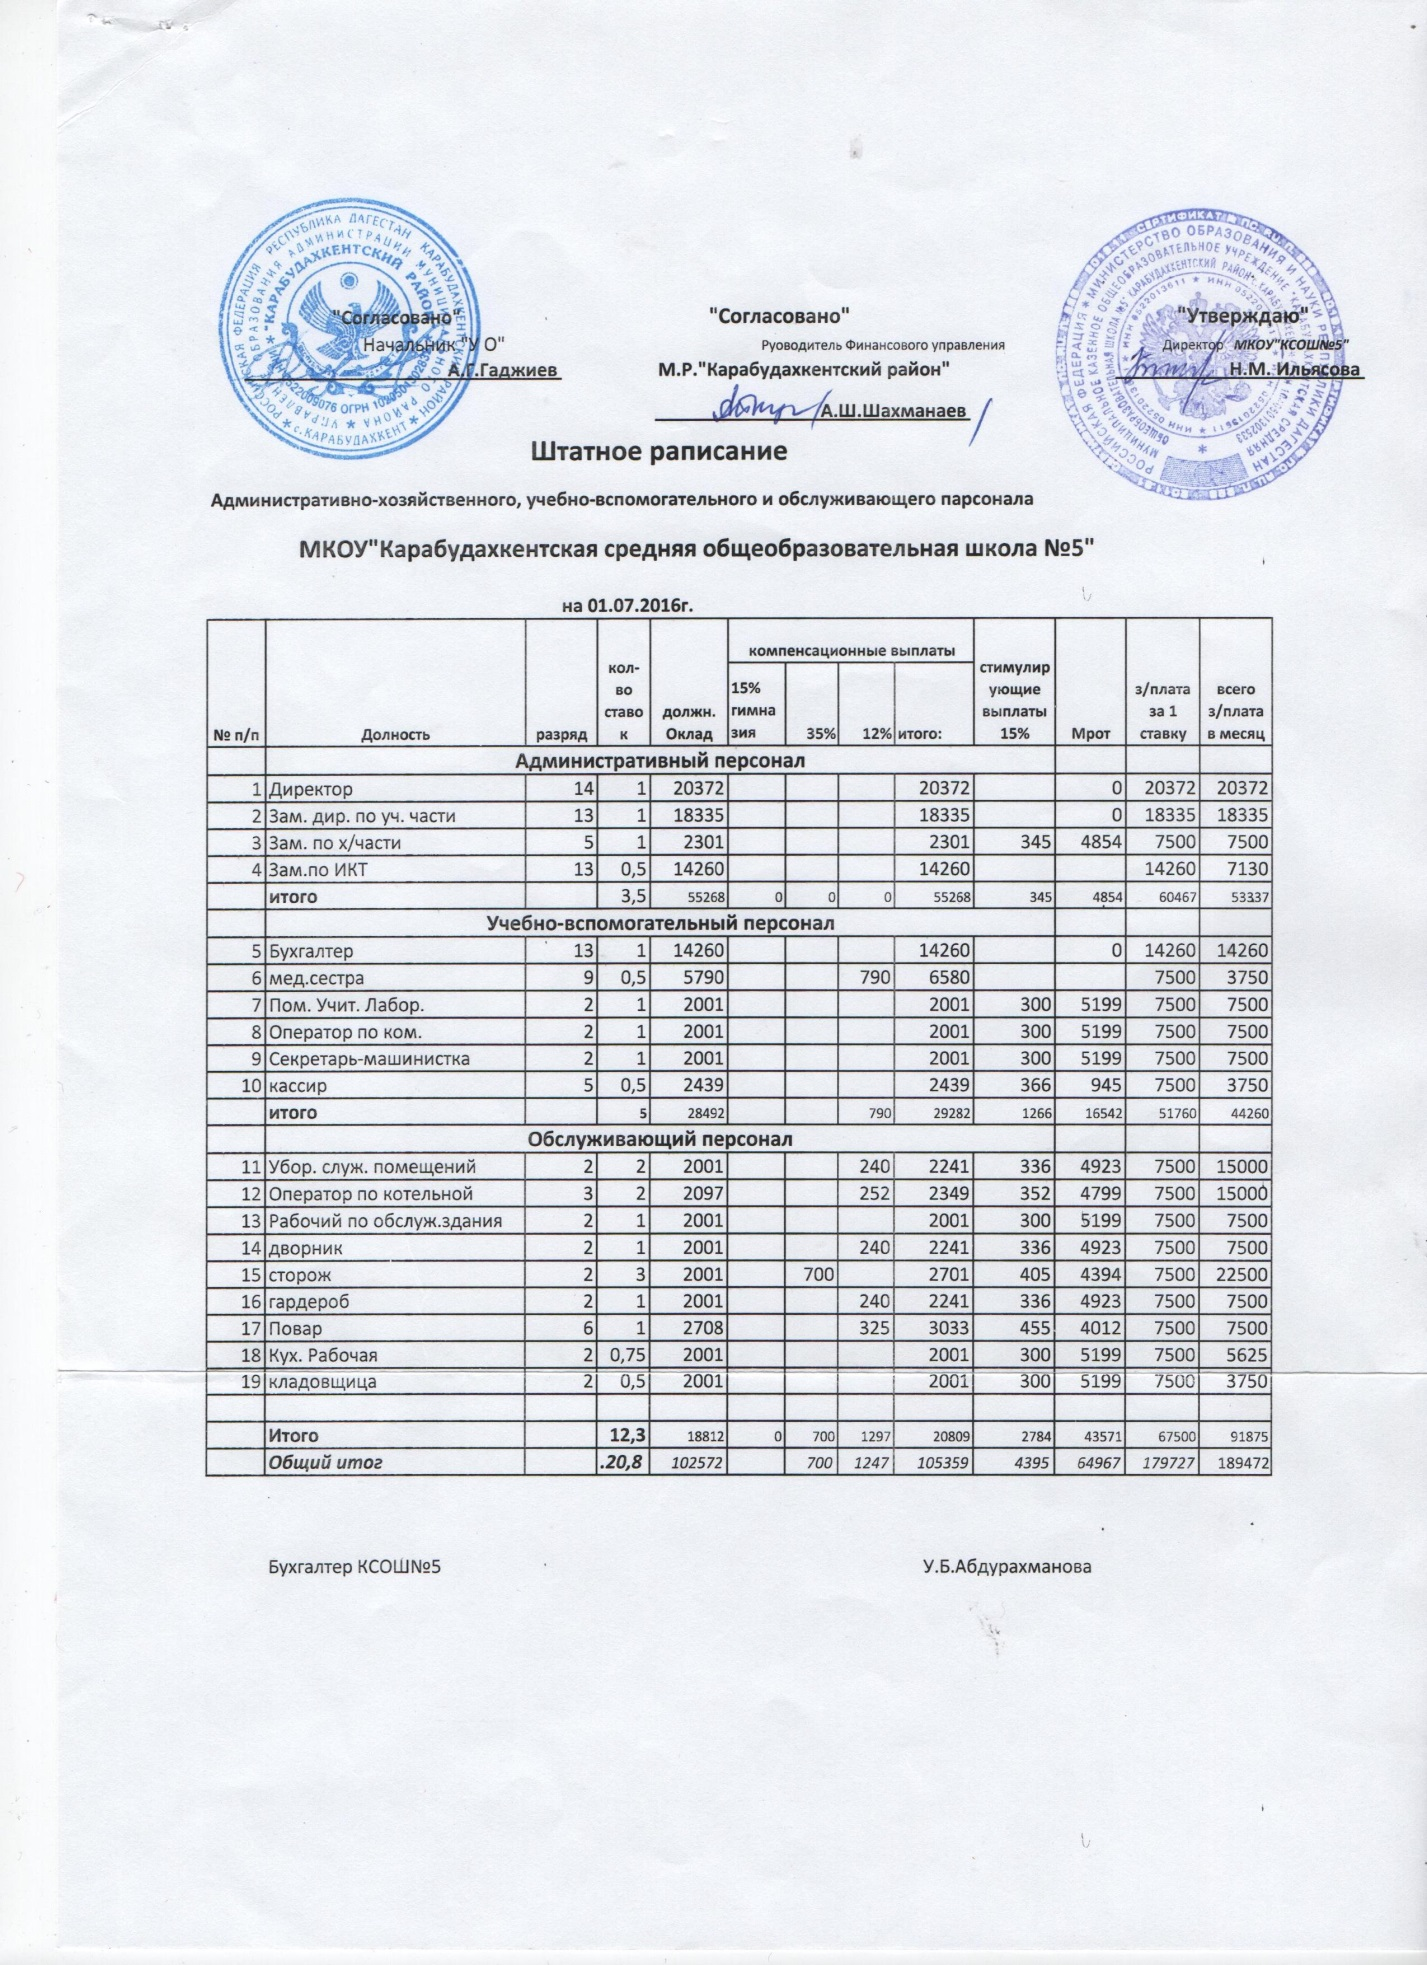 "Согласовано" "Согласовано" "Утверждаю"
Начальник "У О" Руоводитель Финансового управления Директор МКОУ"КСОШ№5"
А.Г.Гаджиев М.Р."Карабудахкентский район" Н.М. Ильясова
А.Ш.Шахманаев
Штатное раписание
Административно-хозяйственного, учебно-вспомогательного и обслуживающего парсонала
МКОУ"Карабудахкентская средняя общеобразовательная школа №5"
на 01.07.2016г.
№ п/п Долность разряд кол-во ставок должн. Оклад компенсационные выплаты 15% гимназия 35% 12% итого: стимулирующие выплаты 15% Мрот з/плата за 1 ставку всего з/плата в месяц
Административный персонал
1 Директор 14 1 20372 20372 0 20372 20372
2 Зам. дир. по уч. части 13 1 18335 18335 0 18335 18335
3 Зам. по х/части 5 1 2301 2301 345 4854 7500 7500
4 Зам.по ИКТ 13 0,5 14260 14260 14260 7130
итого 3,5 55268 0 0 0 55268 345 4854 60467 53337
Учебно-вспомогательный персонал
5 Бухгалтер 13 1 14260 14260 0 14260 14260
6 мед.сестра 9 0,5 5790 790 6580 7500 3750
7 Пом. Учит. Лабор. 2 1 2001 2001 300 5199 7500 7500
8 Оператор по ком. 2 1 2001 2001 300 5199 7500 7500
9 Секретарь-машинистка 2 1 2001 2001 300 5199 7500 7500
10 кассир 5 0,5 2439 2439 366 945 7500 3750
итого 5 28492 790 29282 1266 16542 51760 44260
Обслуживающий персонал
11 Убор. служ. помещений 2 2 2001 240 2241 336 4923 7500 15000
12 Оператор по котельной 3 2 2097 252 2349 352 4799 7500 15000
13 Рабочий по обслуж.здания 2 1 2001 2001 300 5199 7500 7500
14 дворник 2 1 2001 240 2241 336 4923 7500 7500
15 сторож 2 3 2001 700 2701 405 4394 7500 22500
16 гардероб 2 1 2001 240 2241 336 4923 7500 7500
17 Повар 6 1 2708 325 3033 455 4012 7500 7500
18 Кух. Рабочая 2 0,75 2001 2001 300 5199 7500 5625
19 кладовщица 2 0,5 2001 2001 300 5199 7500 3750
Итого 12,3 18812 0 700 1297 20809 2784 43571 67500 91875
Общий итог .20,8 102572 700 1247 105359 4395 64967 179727 189472
Бухгалтер КСОШ№5 У.Б.Абдурахманова